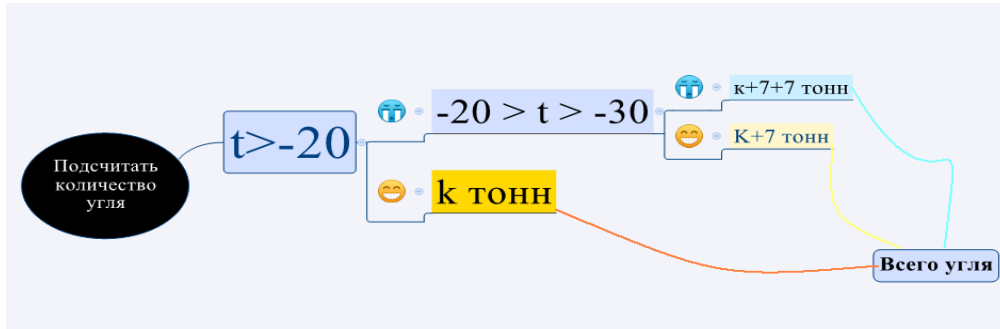 Подсчитать
количество
угля
t>-20
-20 > t > -30
к+7+7 тонн
К+7 тонн
k тонн
Всего угля